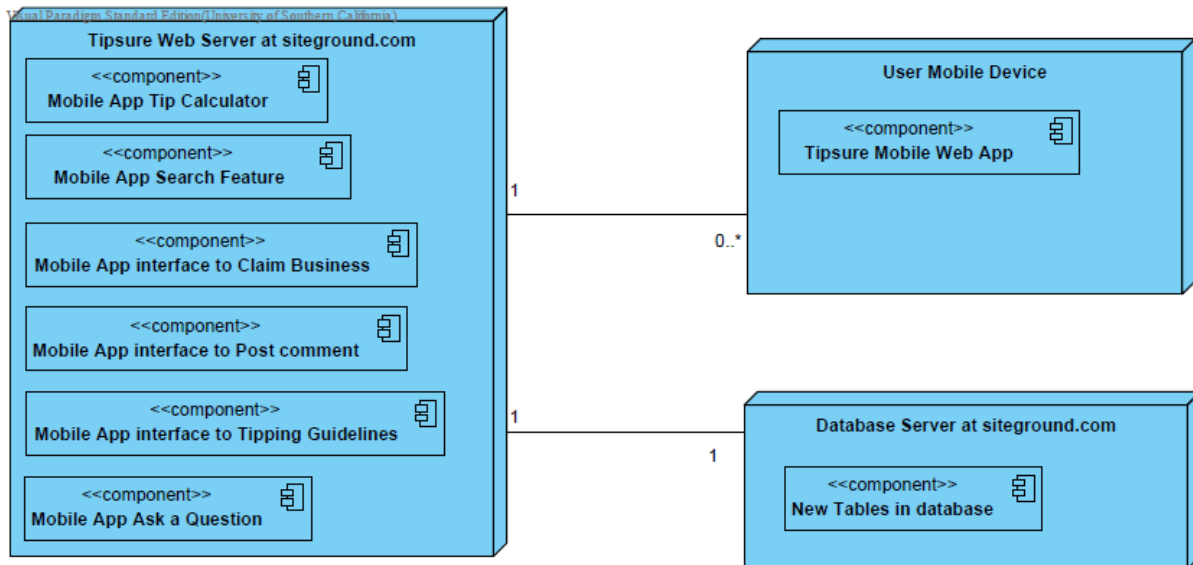 Visual Paradigm Standard Edition(University of Southern California)
Tipsure Web Server at siteground.com
<<component>>
Mobile App Tip Calculator
<<component>>
Mobile App Search Feature
<<component>>
Mobile App interface to Claim Business
<<component>>
Mobile App interface to Post comment
<<component>>
Mobile App interface to Tipping Guidelines
<<component>>
Mobile App Ask a Question
1
0..*
1
1
User Mobile Device
<<component>>
Tipsure Mobile Web App
Database Server at siteground.com
<<component>>
New Tables in database